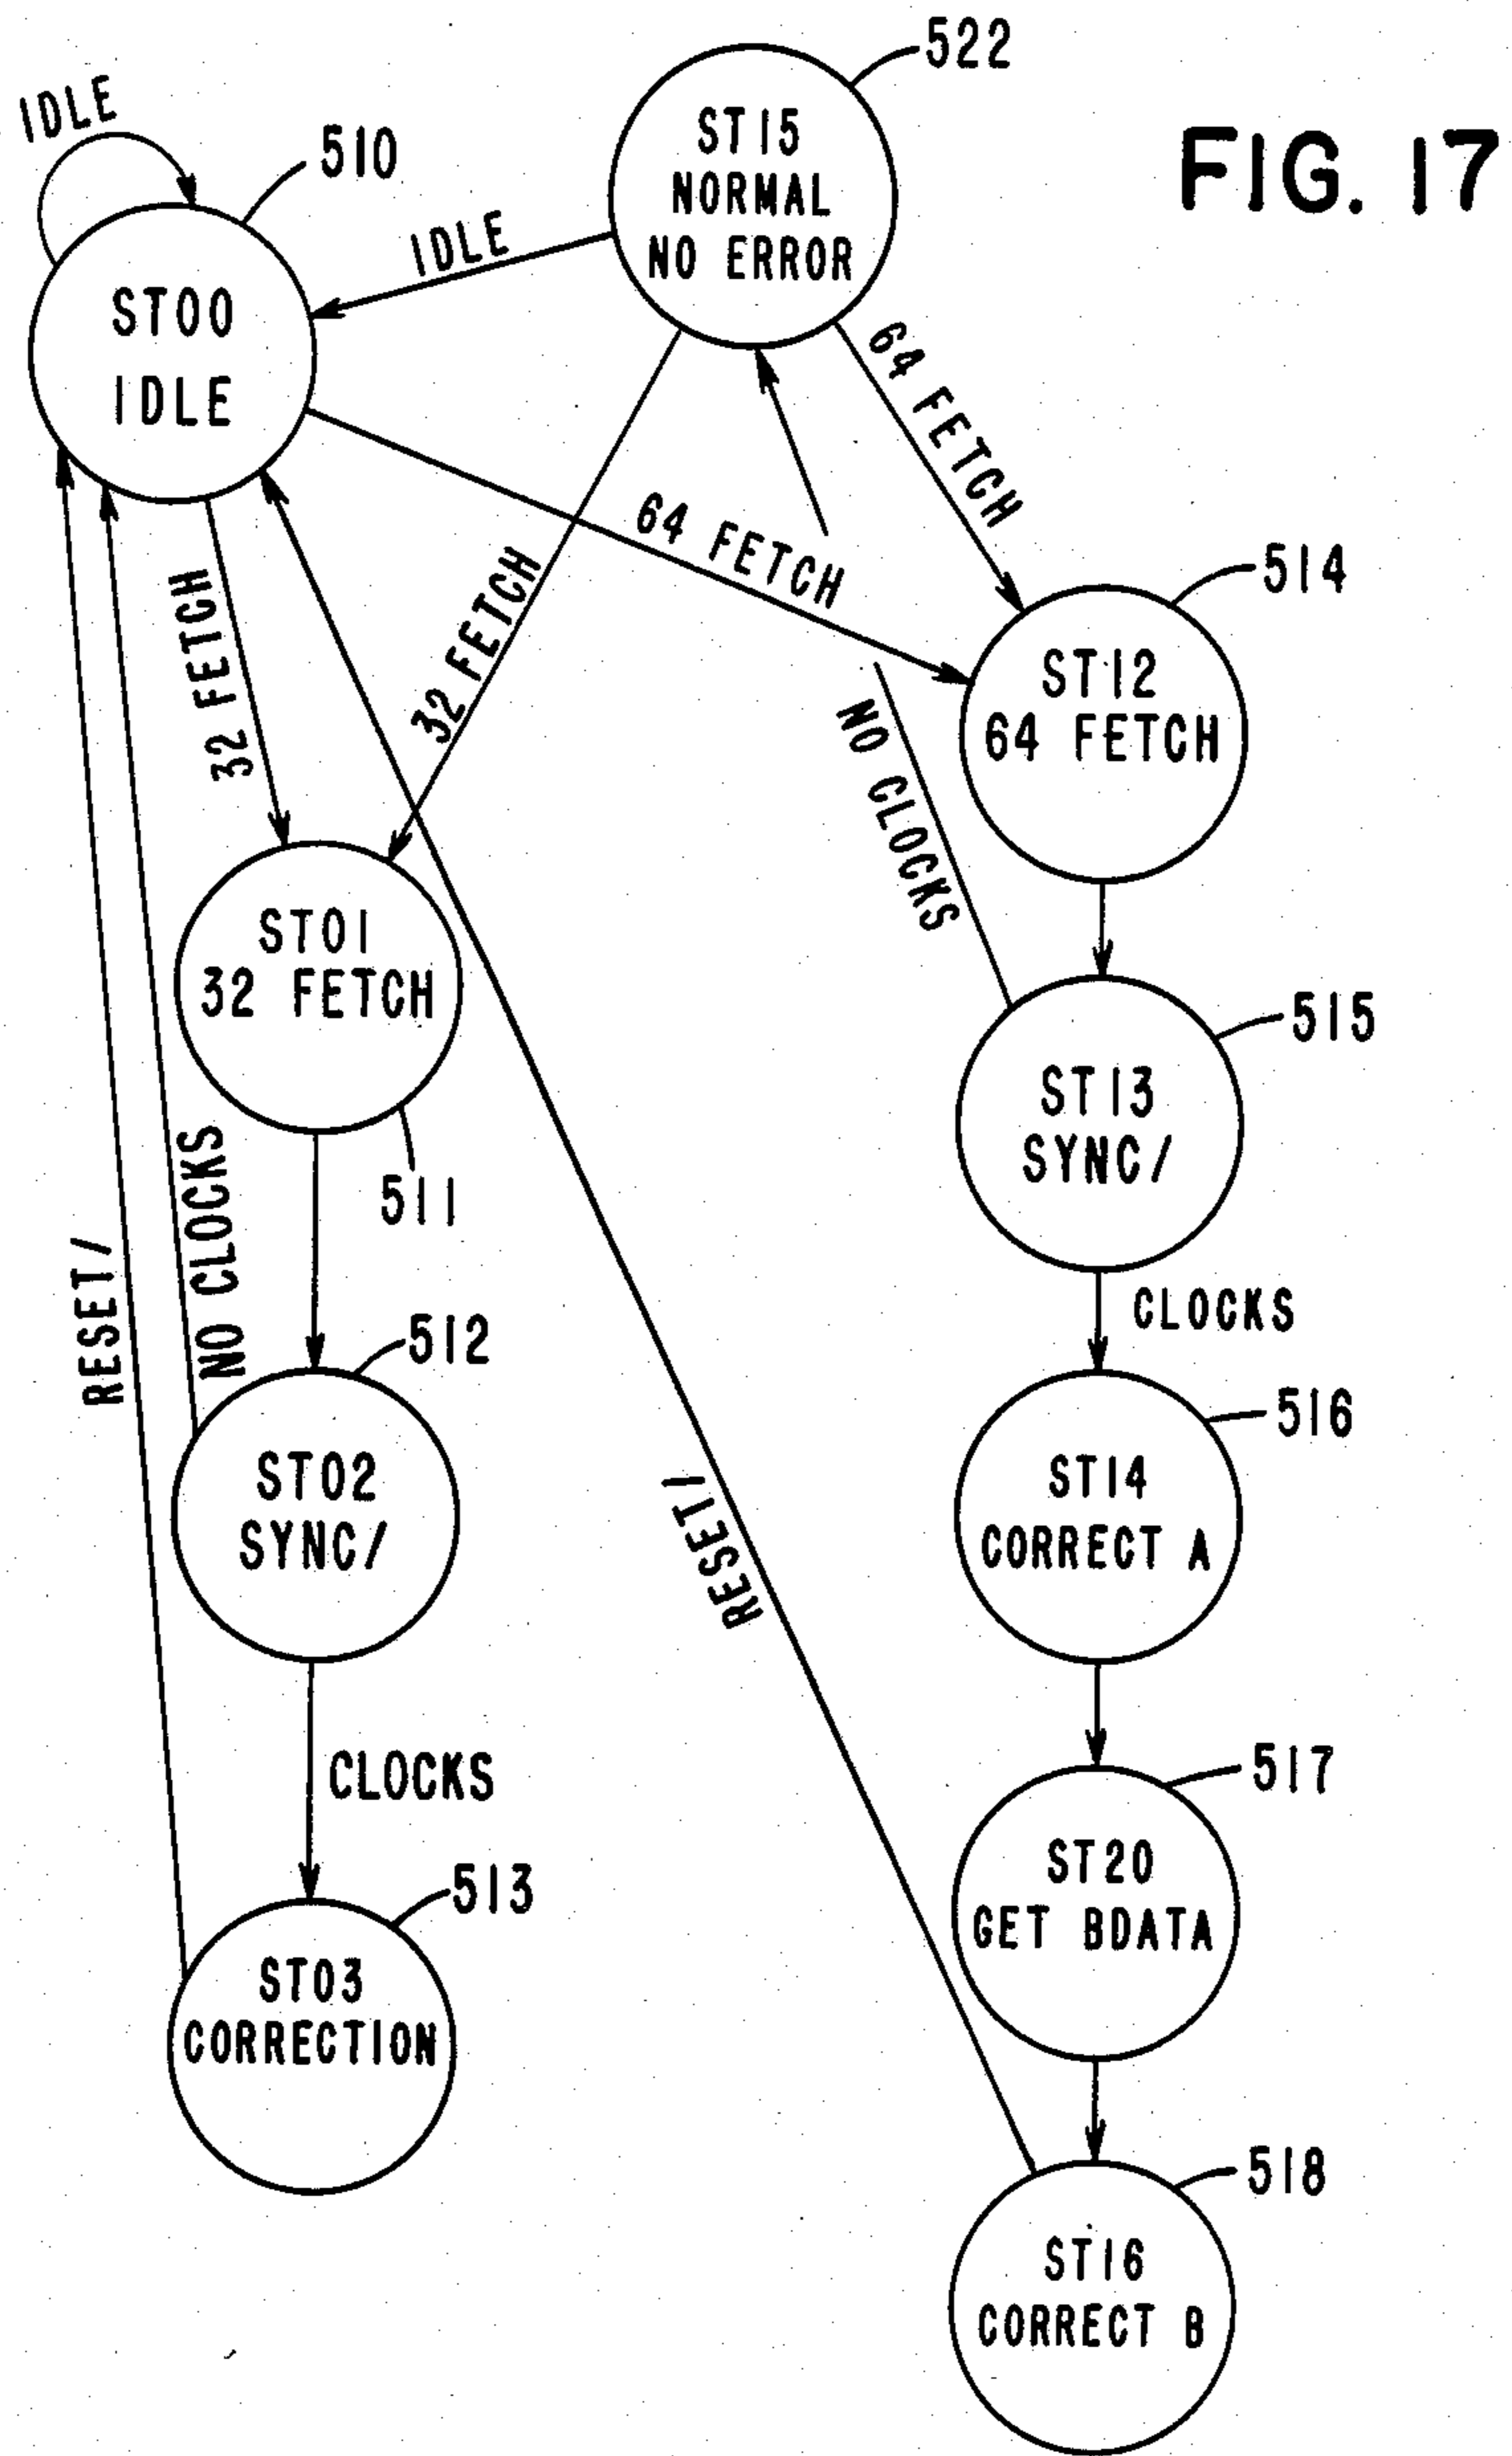 FIG. 17
522
ST15
NORMAL
NO ERROR
IDLE
510
IDLE
ST00
IDLE
64 FETCH
64 FETCH
32 FETCH
32 FETCH
514
ST12
64 FETCH
NO CLOCKS
ST01
32 FETCH
511
515
ST13
SYNC/
CLOCKS
NO CLOCKS
RESET/
512
ST02
SYNC/
RESET/
516
ST14
CORRECT A
CLOCKS
517
ST20
GET BDATA
513
ST03
CORRECTION
518
ST16
CORRECT B